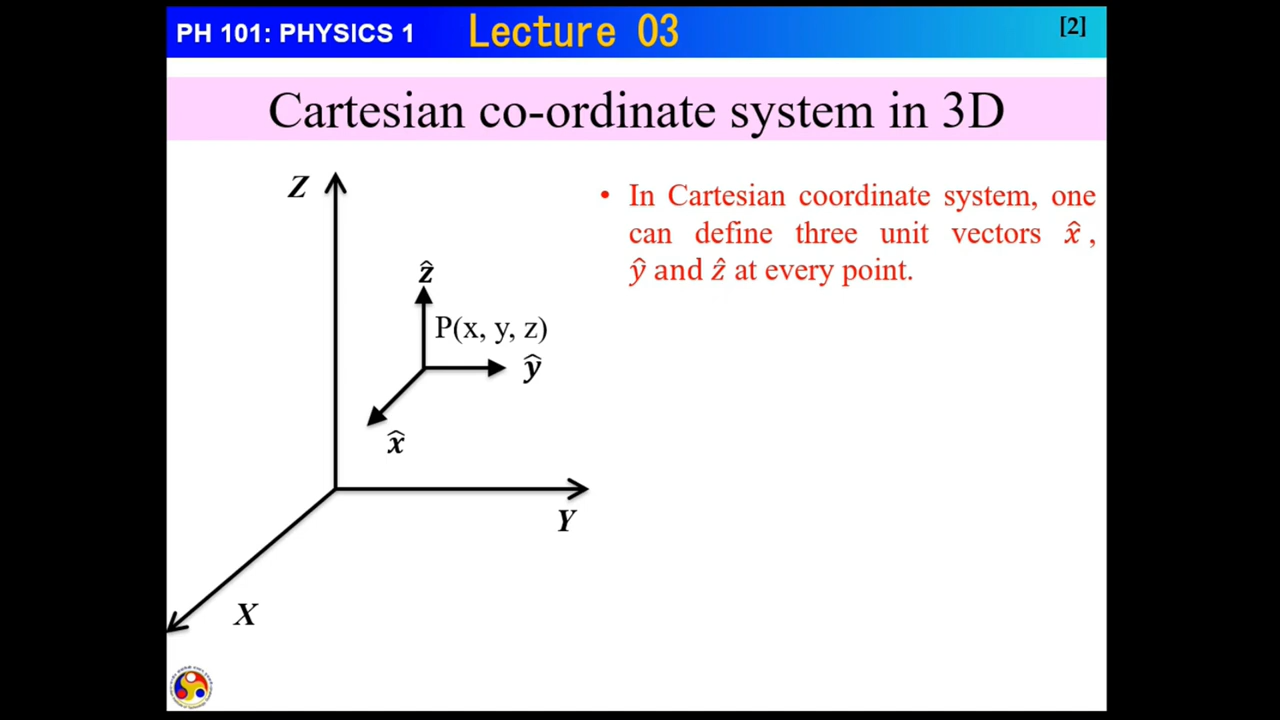 PH 101: PHYSICS 1
Lecture 03
[2]
Cartesian co-ordinate system in 3D
Z
• In Cartesian coordinate system, one
can define three unit vectors x̂ ,
ŷ and ẑ at every point.
ẑ
P(x, y, z)
ŷ
x̂
Y
X